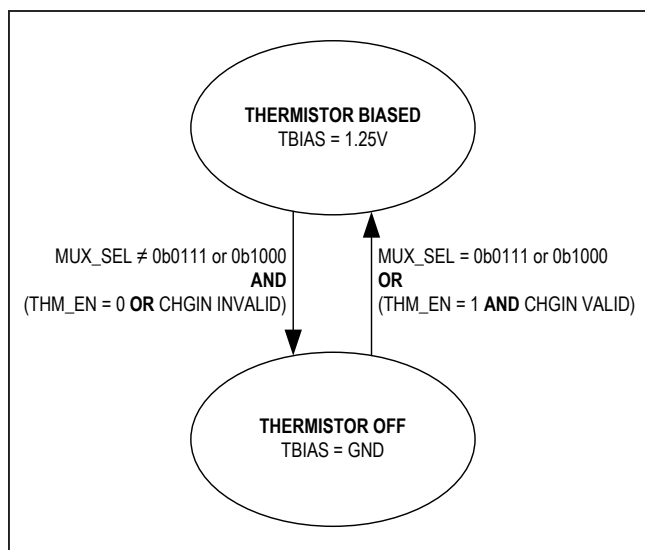 THERMISTOR BIASED
TBIAS = 1.25V
MUX_SEL ≠ 0b0111 or 0b1000
AND
(THM_EN = 0 OR CHGIN INVALID)
MUX_SEL = 0b0111 or 0b1000
OR
(THM_EN = 1 AND CHGIN VALID)
THERMISTOR OFF
TBIAS = GND